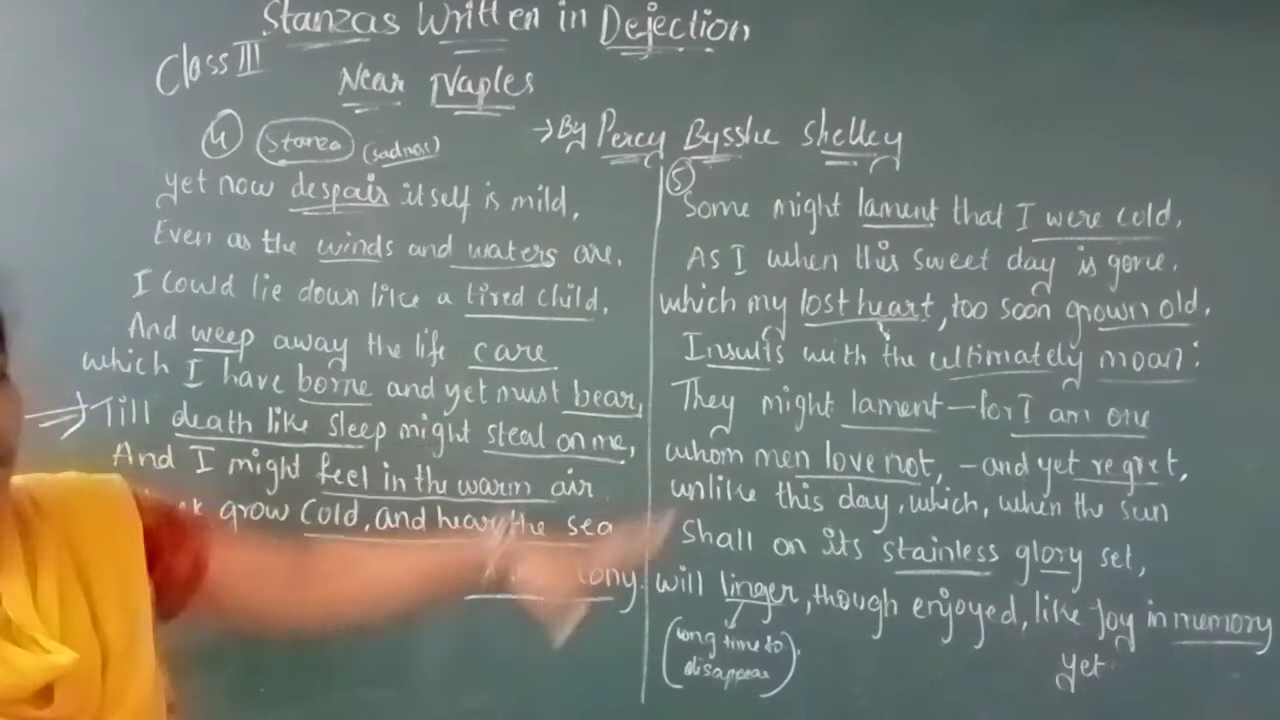 Stanzas Written in Dejection
Class III
Near Naples
→ By Percy Bysshe Shelley
4 Stanza (sadness)
yet now despair itself is mild,
Even as the winds and waters are.
I could lie down like a tired child,
And weep away the life care
which I have borne and yet must bear,
⇒ Till death like sleep might steal on me,
And I might feel in the warm air
grow cold, and hear the sea
5
Some might lament that I were cold,
As I when this sweet day is gone,
which my lost heart, too soon grown old,
Insults with the ultimately moan:
They might lament – for I am one
whom men love not, – and yet regret,
unlike this day, which, when the sun
Shall on its stainless glory set,
will linger, though enjoyed, like Joy in memory
yet
(long time to
disappear)